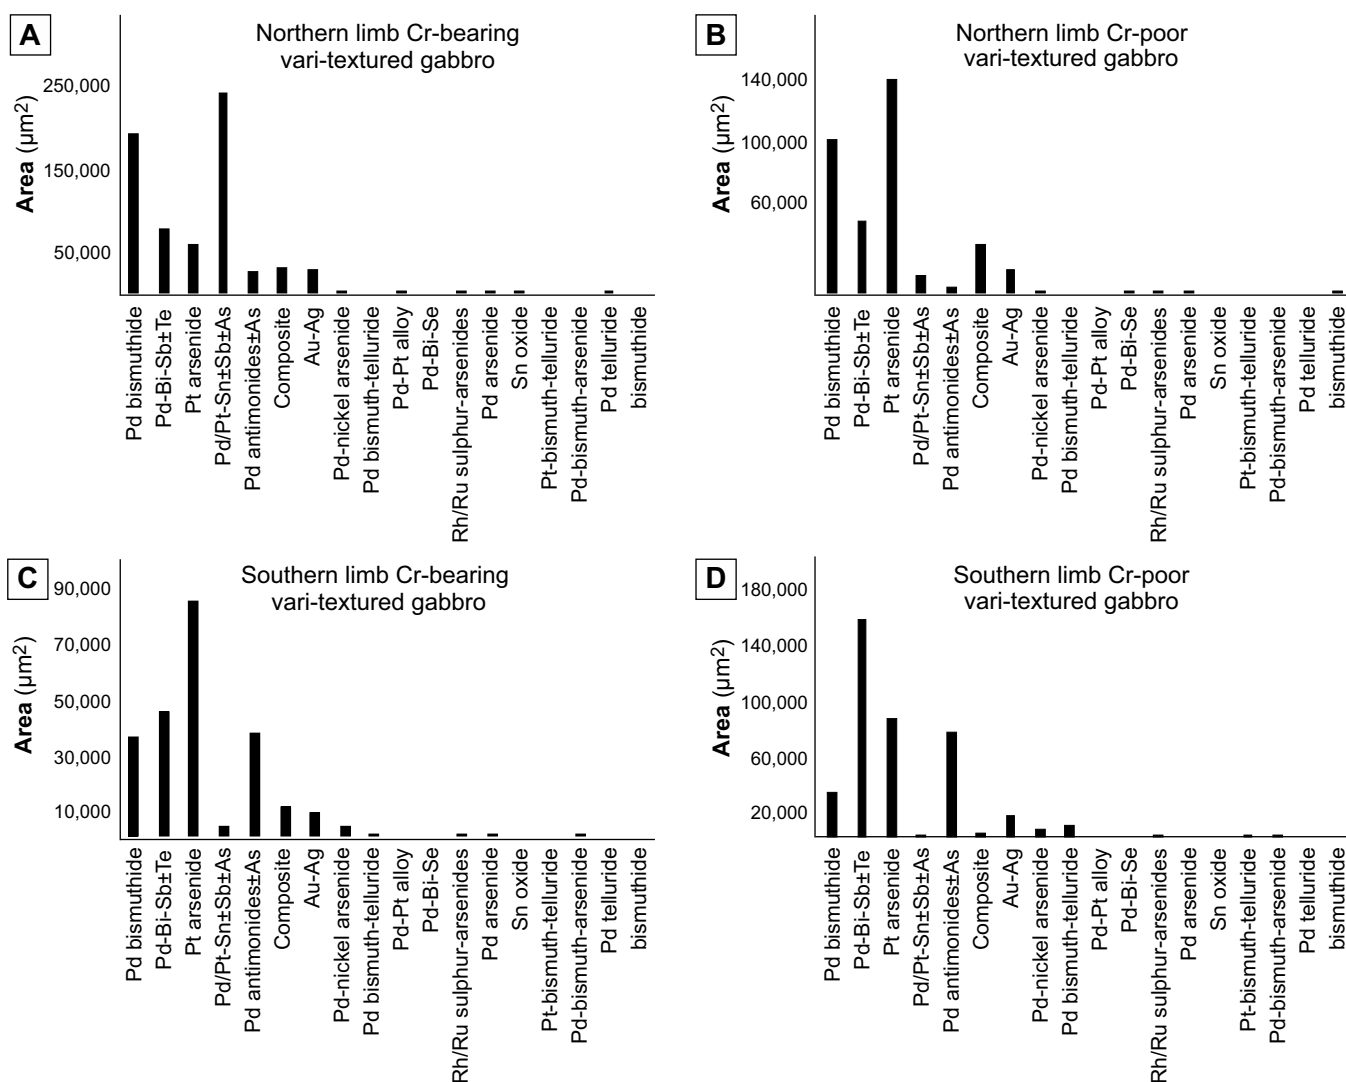 A
Northern limb Cr-bearing
vari-textured gabbro
Area (µm2)
250,000
150,000
50,000
Pd bismuthide
Pd-Bi-Sb±Te
Pt arsenide
Pd/Pt-Sn±Sb±As
Pd antimonides±As
Composite
Au-Ag
Pd-nickel arsenide
Pd bismuth-telluride
Pd-Pt alloy
Pd-Bi-Se
Rh/Ru sulphur-arsenides
Pd arsenide
Sn oxide
Pt-bismuth-telluride
Pd-bismuth-arsenide
Pd telluride
bismuthide
B
Northern limb Cr-poor
vari-textured gabbro
Area (µm2)
140,000
100,000
60,000
Pd bismuthide
Pd-Bi-Sb±Te
Pt arsenide
Pd/Pt-Sn±Sb±As
Pd antimonides±As
Composite
Au-Ag
Pd-nickel arsenide
Pd bismuth-telluride
Pd-Pt alloy
Pd-Bi-Se
Rh/Ru sulphur-arsenides
Pd arsenide
Sn oxide
Pt-bismuth-telluride
Pd-bismuth-arsenide
Pd telluride
bismuthide
C
Southern limb Cr-bearing
vari-textured gabbro
Area (µm2)
90,000
70,000
50,000
30,000
10,000
Pd bismuthide
Pd-Bi-Sb±Te
Pt arsenide
Pd/Pt-Sn±Sb±As
Pd antimonides±As
Composite
Au-Ag
Pd-nickel arsenide
Pd bismuth-telluride
Pd-Pt alloy
Pd-Bi-Se
Rh/Ru sulphur-arsenides
Pd arsenide
Sn oxide
Pt-bismuth-telluride
Pd-bismuth-arsenide
Pd telluride
bismuthide
D
Southern limb Cr-poor
vari-textured gabbro
Area (µm2)
180,000
140,000
100,000
60,000
20,000
Pd bismuthide
Pd-Bi-Sb±Te
Pt arsenide
Pd/Pt-Sn±Sb±As
Pd antimonides±As
Composite
Au-Ag
Pd-nickel arsenide
Pd bismuth-telluride
Pd-Pt alloy
Pd-Bi-Se
Rh/Ru sulphur-arsenides
Pd arsenide
Sn oxide
Pt-bismuth-telluride
Pd-bismuth-arsenide
Pd telluride
bismuthide